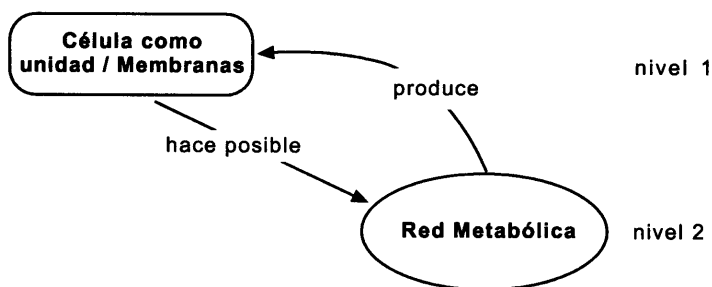 Célula como
unidad / Membranas
nivel 1
produce
hace posible
Red Metabólica
nivel 2